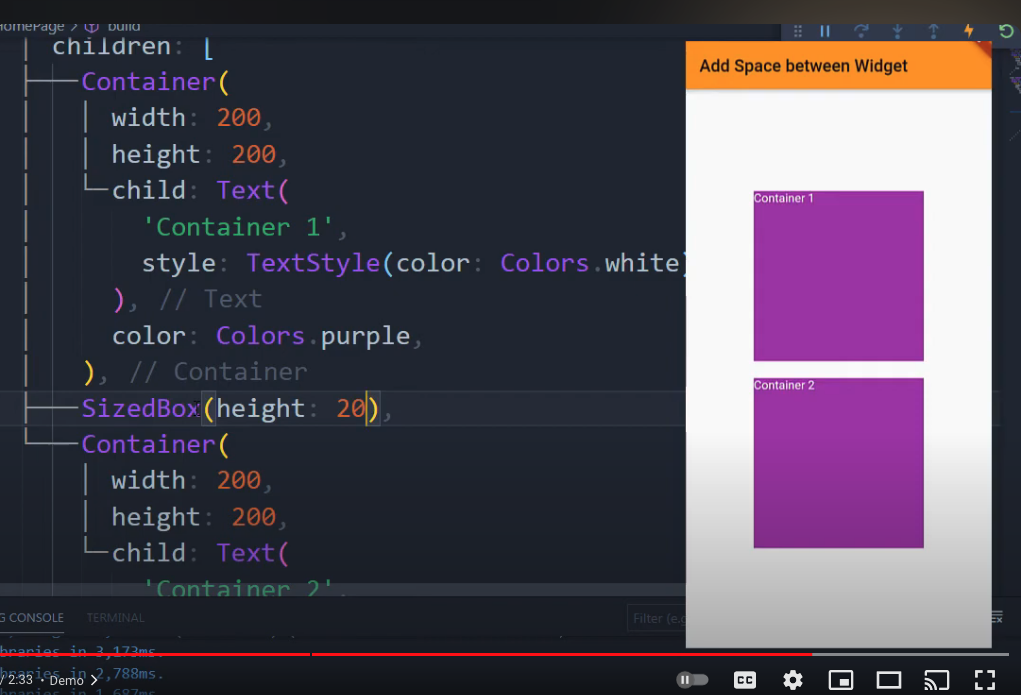 HomePage > build
children: [
Container(
width: 200,
height: 200,
child: Text(
'Container 1',
style: TextStyle(color: Colors.white)
), // Text
color: Colors.purple,
), // Container
SizedBox(height: 20),
Container(
width: 200,
height: 200,
child: Text(
'Container 2',
Add Space between Widget
Container 1
Container 2
G CONSOLE TERMINAL
Filter (e.g
braries in 3,173ms.
braries in 2,788ms.
braries in 1,687ms.
/ 2:33 • Demo >
CC